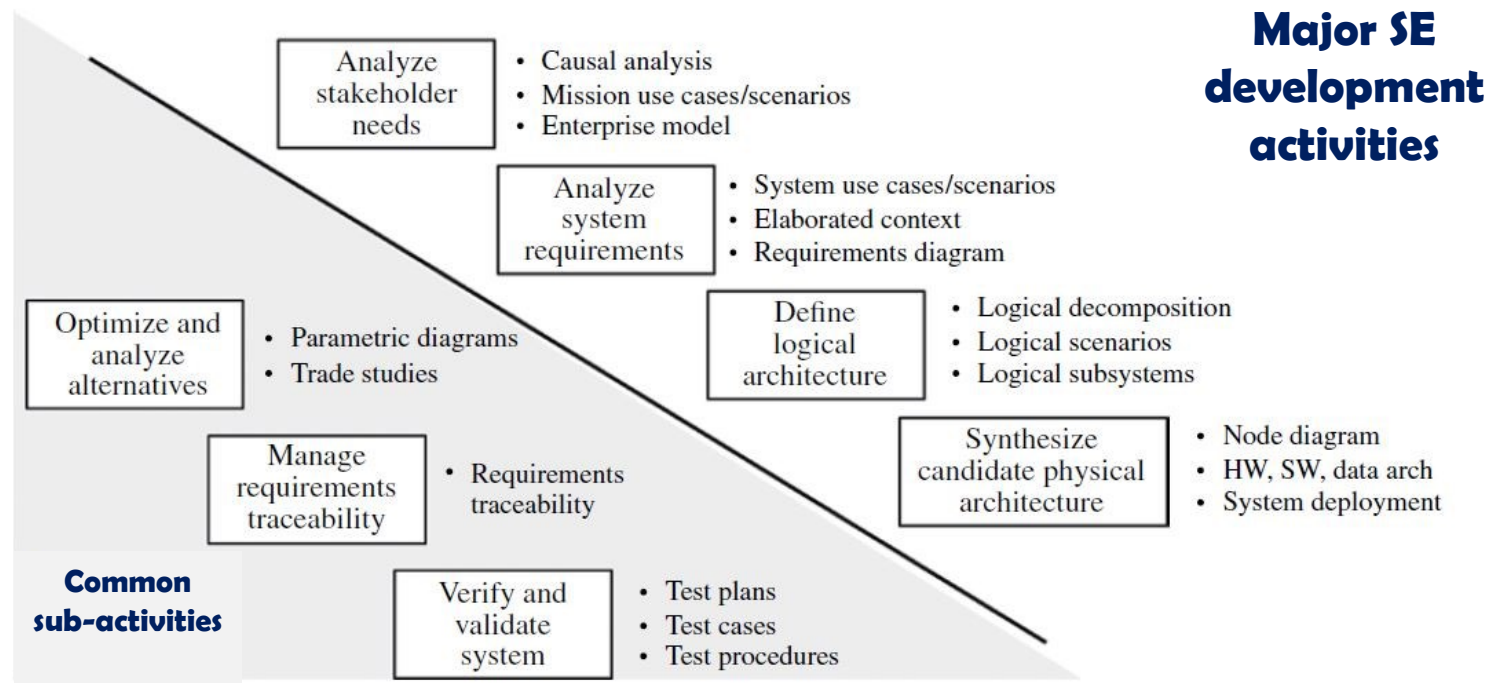 Major SE
development
activities
Analyze
stakeholder
needs
• Causal analysis
• Mission use cases/scenarios
• Enterprise model
Analyze
system
requirements
• System use cases/scenarios
• Elaborated context
• Requirements diagram
Define
logical
architecture
• Logical decomposition
• Logical scenarios
• Logical subsystems
Synthesize
candidate physical
architecture
• Node diagram
• HW, SW, data arch
• System deployment
Optimize and
analyze
alternatives
• Parametric diagrams
• Trade studies
Manage
requirements
traceability
• Requirements
traceability
Verify and
validate
system
• Test plans
• Test cases
• Test procedures
Common
sub-activities